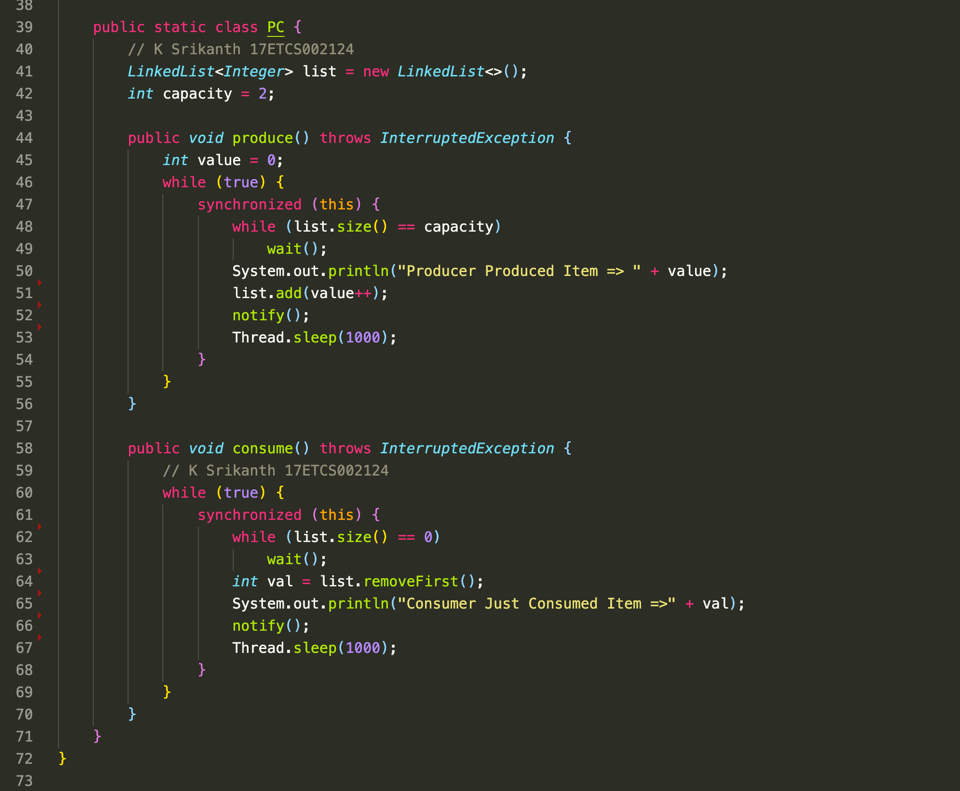 38
39 public static class PC {
40 // K Srikanth 17ETCS002124
41 LinkedList<Integer> list = new LinkedList<>();
42 int capacity = 2;
43
44 public void produce() throws InterruptedException {
45 int value = 0;
46 while (true) {
47 synchronized (this) {
48 while (list.size() == capacity)
49 wait();
50 System.out.println("Producer Produced Item => " + value);
51 list.add(value++);
52 notify();
53 Thread.sleep(1000);
54 }
55 }
56 }
57
58 public void consume() throws InterruptedException {
59 // K Srikanth 17ETCS002124
60 while (true) {
61 synchronized (this) {
62 while (list.size() == 0)
63 wait();
64 int val = list.removeFirst();
65 System.out.println("Consumer Just Consumed Item =>" + val);
66 notify();
67 Thread.sleep(1000);
68 }
69 }
70 }
71 }
72 }
73